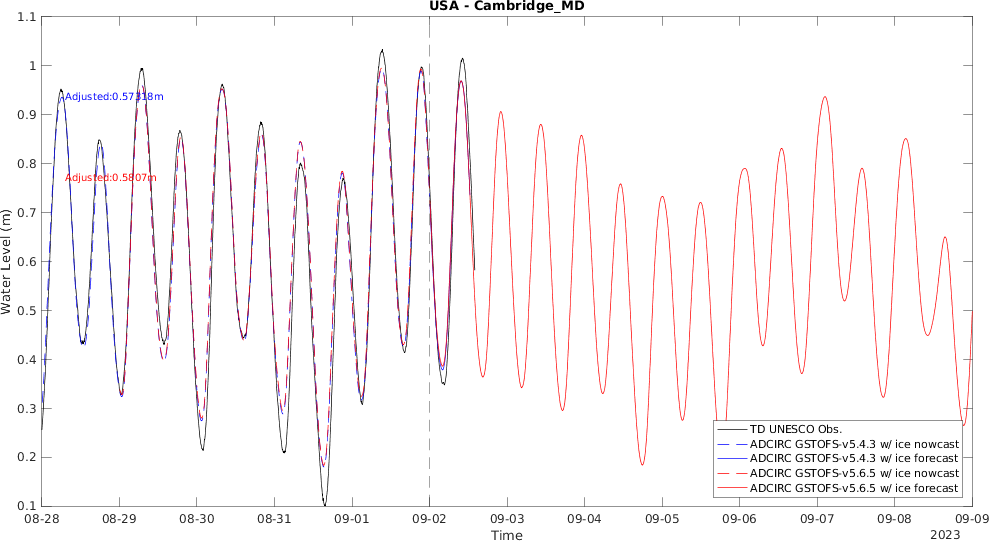 USA - Cambridge_MD
1.1
1
0.9
0.8
0.7
0.6
0.5
0.4
0.3
0.2
0.1
Water Level (m)
Adjusted:0.57318m
Adjusted:0.5807m
TD UNESCO Obs.
ADCIRC GSTOFS-v5.4.3 w/ ice nowcast
ADCIRC GSTOFS-v5.4.3 w/ ice forecast
ADCIRC GSTOFS-v5.6.5 w/ ice nowcast
ADCIRC GSTOFS-v5.6.5 w/ ice forecast
08-28 08-29 08-30 08-31 09-01 09-02 09-03 09-04 09-05 09-06 09-07 09-08 09-09
Time
2023